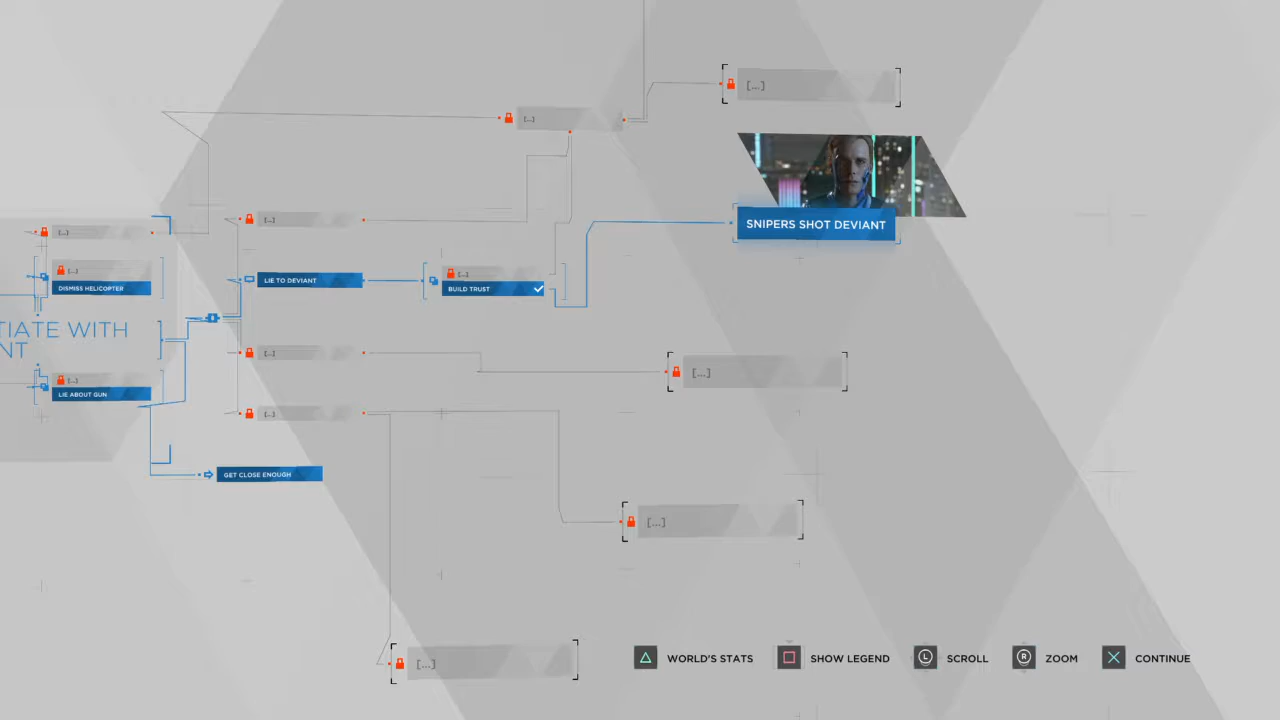 [...]
[...]
SNIPERS SHOT DEVIANT
[...]
[...]
[...]
DISMISS HELICOPTER
LIE TO DEVIANT
[...]
BUILD TRUST
TIATE WITH
NT
[...]
[...]
[...]
LIE ABOUT GUN
[...]
GET CLOSE ENOUGH
[...]
[...]
WORLD'S STATS
SHOW LEGEND
L
SCROLL
R
ZOOM
CONTINUE